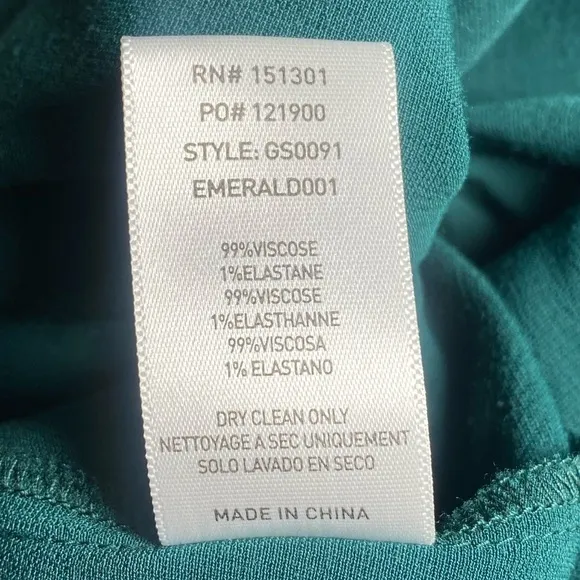 RN# 151301
PO# 121900
STYLE: GS0091
EMERALD001
99%VISCOSE
1%ELASTANE
99%VISCOSE
1%ELASTHANNE
99%VISCOSA
1% ELASTANO
DRY CLEAN ONLY
NETTOYAGE A SEC UNIQUEMENT
SOLO LAVADO EN SECO
MADE IN CHINA